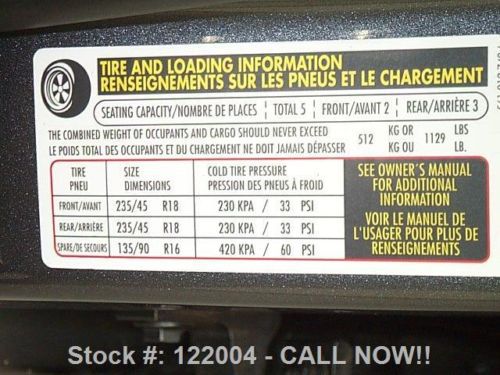 TIRE AND LOADING INFORMATION
RENSEIGNEMENTS SUR LES PNEUS ET LE CHARGEMENT
SEATING CAPACITY/NOMBRE DE PLACES | TOTAL 5 | FRONT/AVANT 2 | REAR/ARRIÈRE 3
THE COMBINED WEIGHT OF OCCUPANTS AND CARGO SHOULD NEVER EXCEED 512 KG OR 1129 LBS
LE POIDS TOTAL DES OCCUPANTS ET DU CHARGEMENT NE DOIT JAMAIS DÉPASSER KG OU LB.
TIRE SIZE COLD TIRE PRESSURE
PNEU DIMENSIONS PRESSION DES PNEUS À FROID
FRONT/AVANT 235/45 R18 230 KPA / 33 PSI
REAR/ARRIÈRE 235/45 R18 230 KPA / 33 PSI
SPARE/DE SECOURS 135/90 R16 420 KPA / 60 PSI
SEE OWNER'S MANUAL
FOR ADDITIONAL
INFORMATION
VOIR LE MANUEL DE
L'USAGER POUR PLUS DE
RENSEIGNEMENTS
Stock #: 122004 - CALL NOW!!